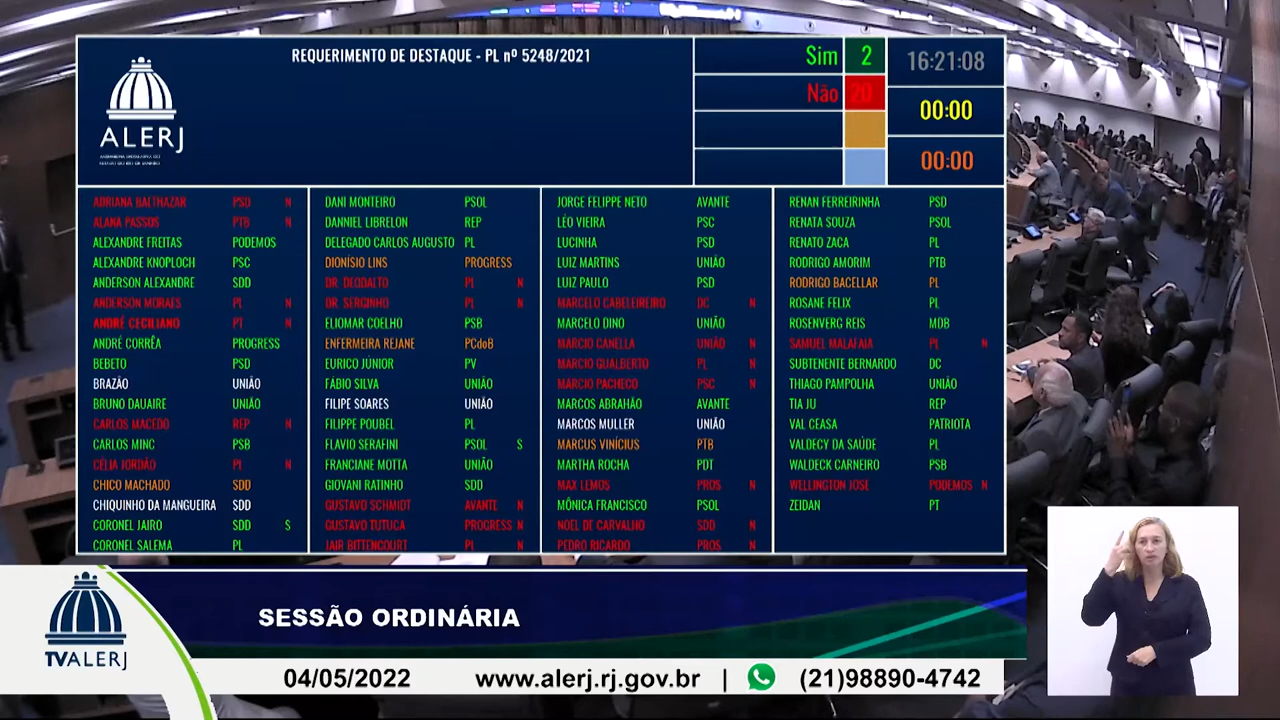 REQUERIMENTO DE DESTAQUE - PL nº 5248/2021
Sim 2
Não 20
16:21:08
00:00
00:00
ALERJ
ADRIANA BALTHAZAR PSD N
ALANA PASSOS PTB N
ALEXANDRE FREITAS PODEMOS
ALEXANDRE KNOPLOCH PSC
ANDERSON ALEXANDRE SDD
ANDERSON MORAES PL N
ANDRÉ CECILIANO PT N
ANDRÉ CORRÊA PROGRESS
BEBETO PSD
BRAZÃO UNIÃO
BRUNO DAUAIRE UNIÃO
CARLOS MACEDO REP N
CARLOS MINC PSB
CÉLIA JORDÃO PL N
CHICO MACHADO SDD
CHIQUINHO DA MANGUEIRA SDD
CORONEL JAIRO SDD S
CORONEL SALEMA PL
DANI MONTEIRO PSOL
DANNIEL LIBRELON REP
DELEGADO CARLOS AUGUSTO PL
DIONÍSIO LINS PROGRESS
DR. DEODALTO PL N
DR. SERGINHO PL N
ELIOMAR COELHO PSB
ENFERMEIRA REJANE PCdoB
EURICO JÚNIOR PV
FÁBIO SILVA UNIÃO
FILIPE SOARES UNIÃO
FILIPPE POUBEL PL
FLAVIO SERAFINI PSOL S
FRANCIANE MOTTA UNIÃO
GIOVANI RATINHO SDD
GUSTAVO SCHMIDT AVANTE N
GUSTAVO TUTUCA PROGRESS N
JAIR BITTENCOURT PL N
JORGE FELIPPE NETO AVANTE
LÉO VIEIRA PSC
LUCINHA PSD
LUIZ MARTINS UNIÃO
LUIZ PAULO PSD
MARCELO CABELEIREIRO DC N
MARCELO DINO UNIÃO
MARCIO CANELLA UNIÃO N
MARCIO GUALBERTO PL N
MARCIO PACHECO PSC N
MARCOS ABRAHÃO AVANTE
MARCOS MULLER UNIÃO
MARCUS VINÍCIUS PTB
MARTHA ROCHA PDT
MAX LEMOS PROS N
MÔNICA FRANCISCO PSOL
NOEL DE CARVALHO SDD N
PEDRO RICARDO PROS N
RENAN FERREIRINHA PSD
RENATA SOUZA PSOL
RENATO ZACA PL
RODRIGO AMORIM PTB
RODRIGO BACELLAR PL
ROSANE FELIX PL
ROSENVERG REIS MDB
SAMUEL MALAFAIA PL N
SUBTENENTE BERNARDO DC
THIAGO PAMPOLHA UNIÃO
TIA JU REP
VAL CEASA PATRIOTA
VALDECY DA SAÚDE PL
WALDECK CARNEIRO PSB
WELLINGTON JOSE PODEMOS N
ZEIDAN PT
TVALERJ
SESSÃO ORDINÁRIA
04/05/2022 www.alerj.rj.gov.br | (21)98890-4742